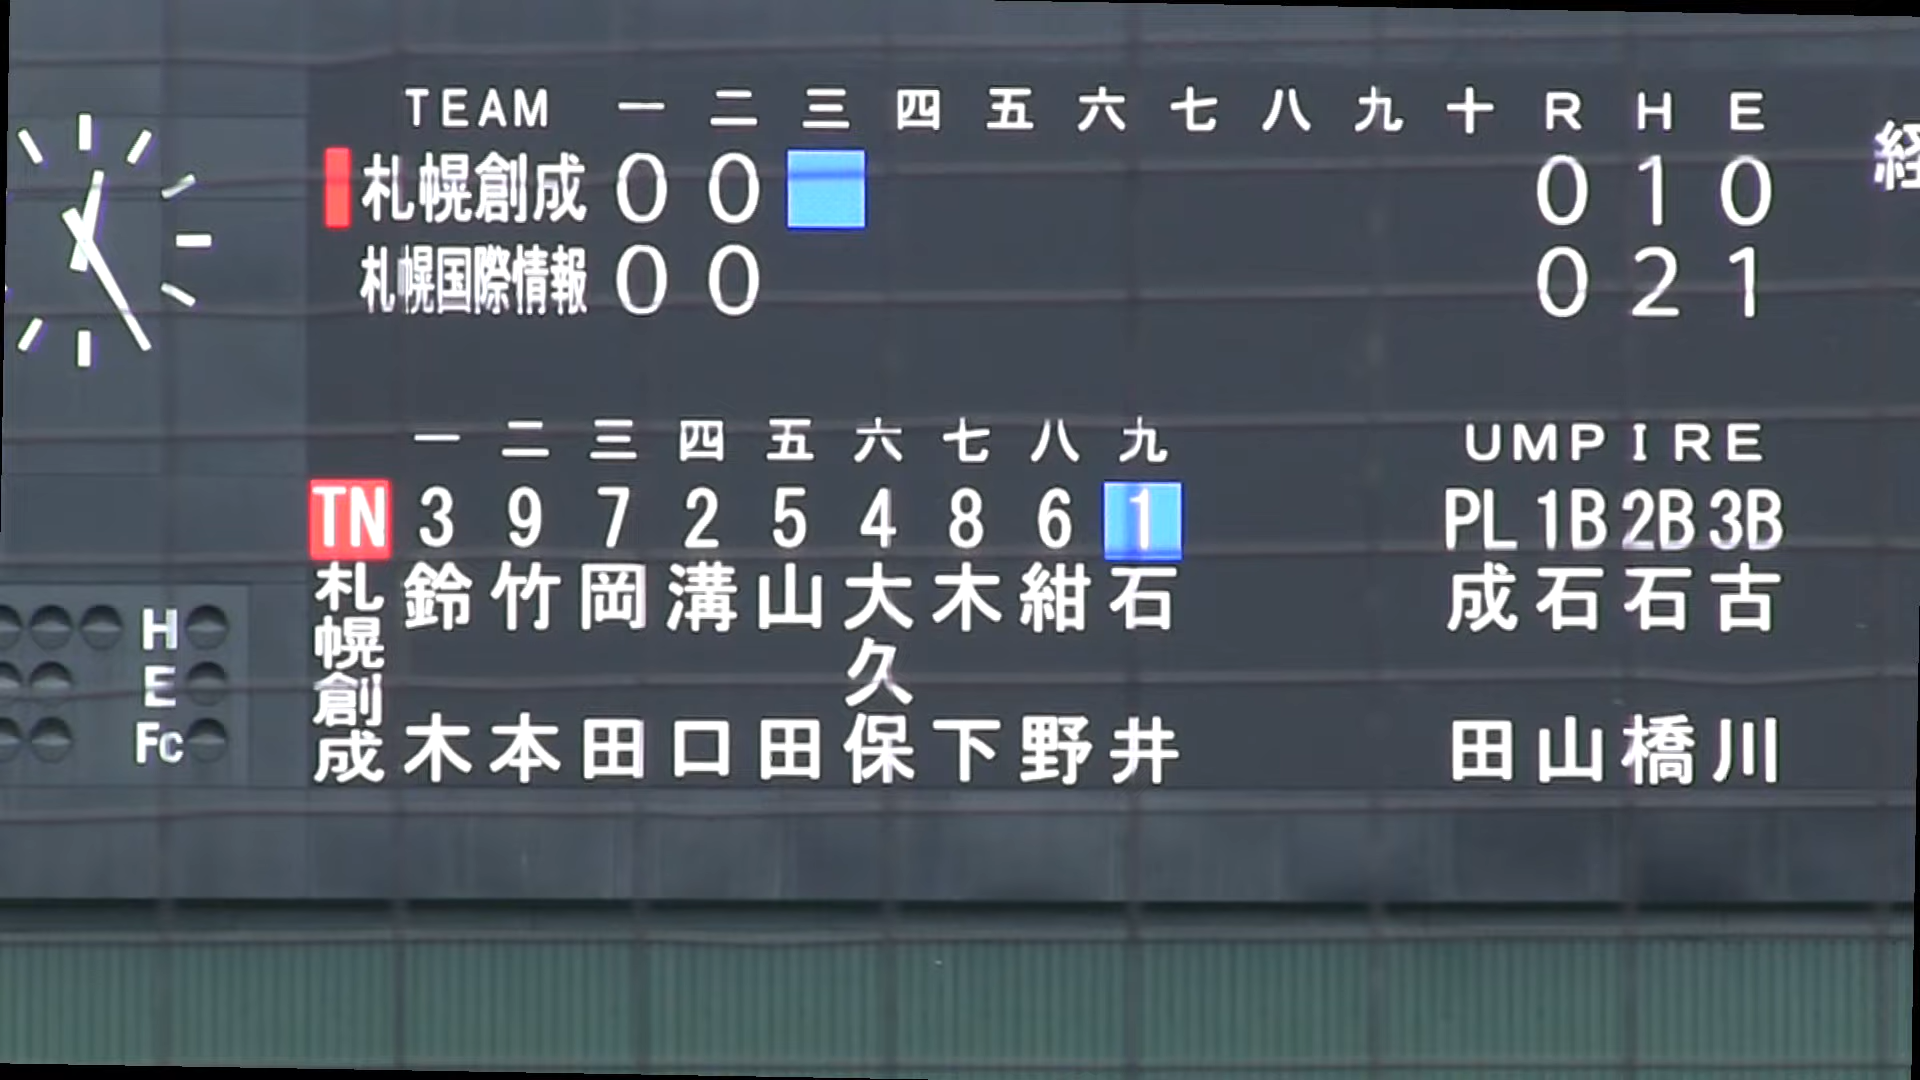 TEAM 一 二 三 四 五 六 七 八 九 十 R H E
札幌創成 0 0 0 1 0
札幌国際情報 0 0 0 2 1
経
一 二 三 四 五 六 七 八 九
TN 3 9 7 2 5 4 8 6 1
札幌創成
鈴木
竹本
岡田
溝口
山田
大久保
木下
紺野
石井
UMPIRE
PL 1B 2B 3B
成田
石山
石橋
古川
H
E
Fc